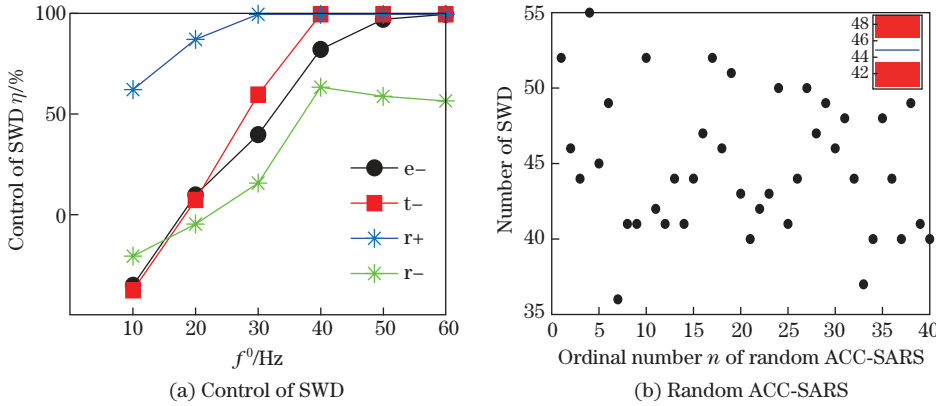 100
50
0
10
20
30
40
50
60
Control of SWD η/%
f⁰/Hz
e−
t−
r+
r−
(a) Control of SWD
55
50
45
40
35
0
5
10
15
20
25
30
35
40
Number of SWD
Ordinal number n of random ACC-SARS
48
46
44
42
(b) Random ACC-SARS